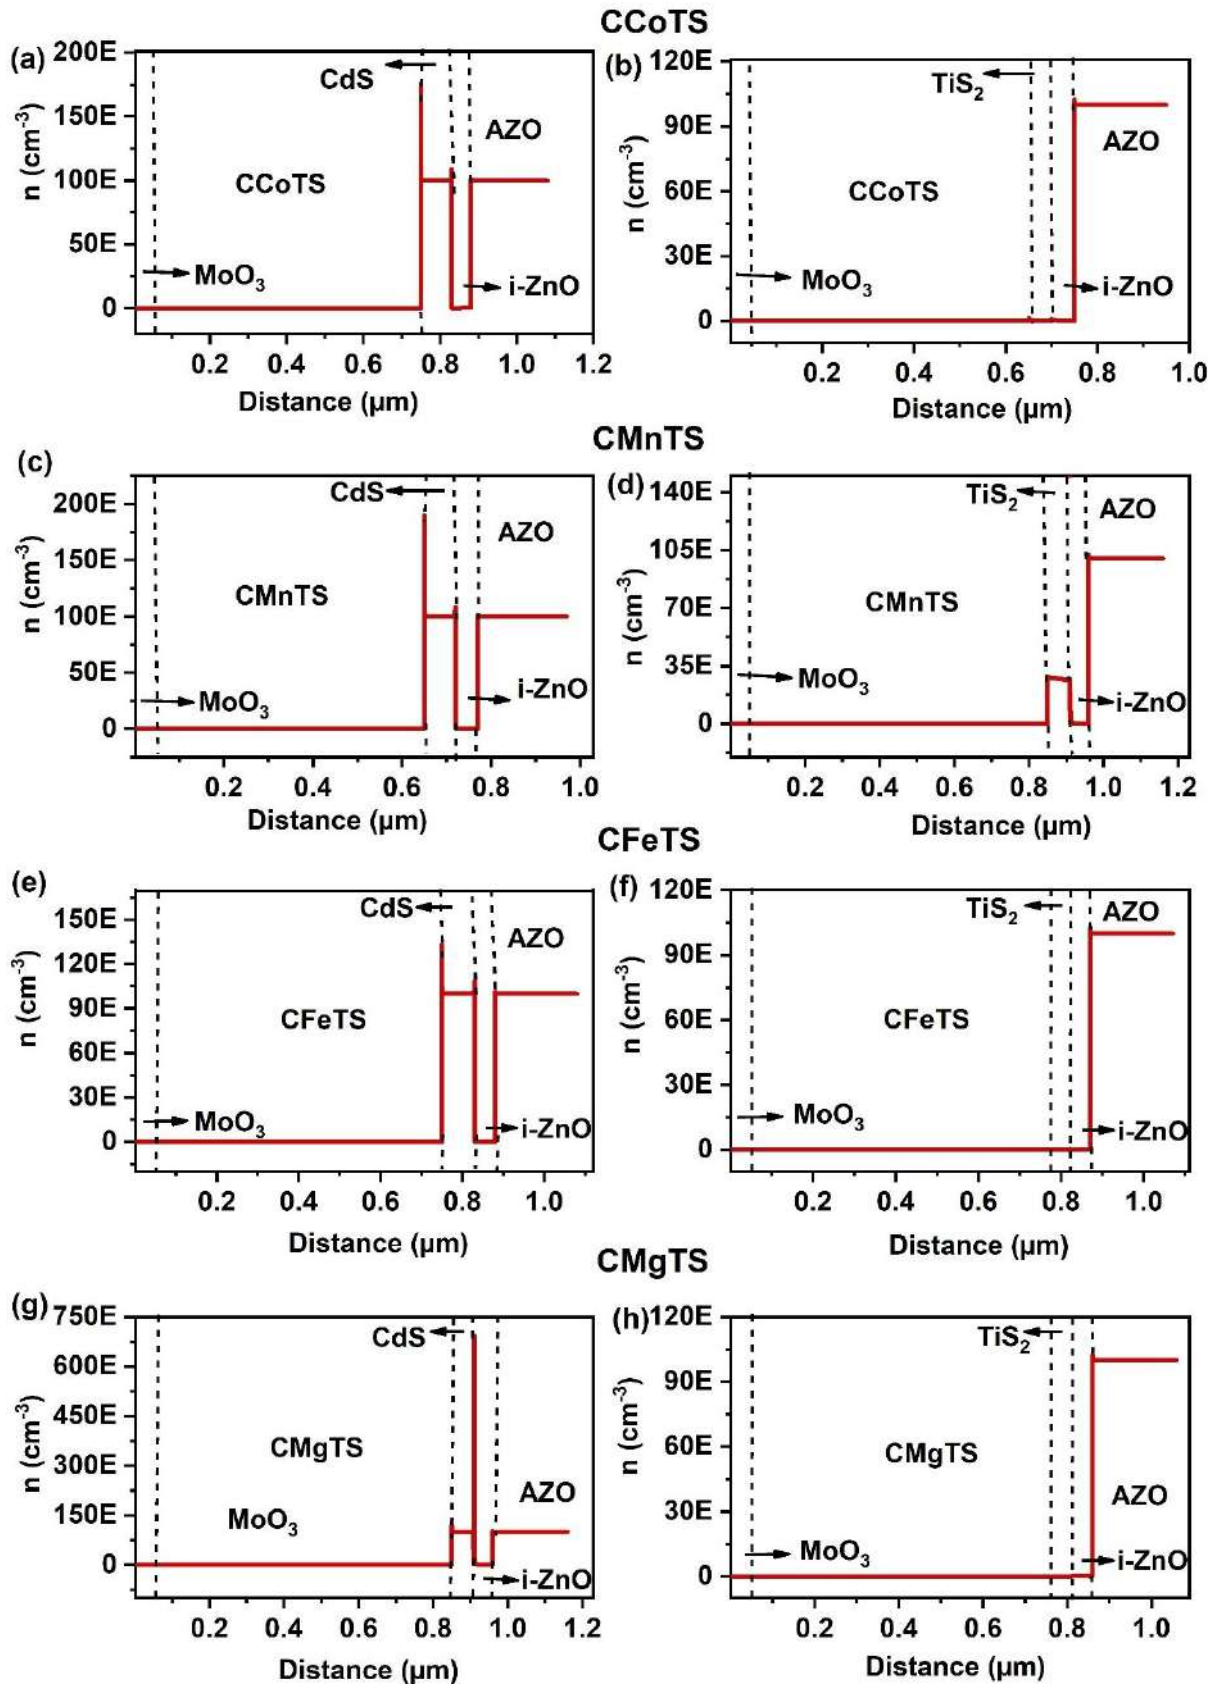 CCoTS
(a)
200E
150E
100E
50E
0
n (cm⁻³)
CdS
AZO
CCoTS
MoO₃
i-ZnO
0.2 0.4 0.6 0.8 1.0 1.2
Distance (μm)
(b)
120E
90E
60E
30E
0
n (cm⁻³)
TiS₂
AZO
CCoTS
MoO₃
i-ZnO
0.2 0.4 0.6 0.8 1.0
Distance (μm)
CMnTS
(c)
200E
150E
100E
50E
0
n (cm⁻³)
CdS
AZO
CMnTS
MoO₃
i-ZnO
0.2 0.4 0.6 0.8 1.0
Distance (μm)
(d)
140E
105E
70E
35E
0
n (cm⁻³)
TiS₂
AZO
CMnTS
MoO₃
i-ZnO
0.2 0.4 0.6 0.8 1.0 1.2
Distance (μm)
CFeTS
(e)
150E
120E
90E
60E
30E
0
n (cm⁻³)
CdS
AZO
CFeTS
MoO₃
i-ZnO
0.2 0.4 0.6 0.8 1.0
Distance (μm)
(f)
120E
90E
60E
30E
0
n (cm⁻³)
TiS₂
AZO
CFeTS
MoO₃
i-ZnO
0.2 0.4 0.6 0.8 1.0
Distance (μm)
CMgTS
(g)
750E
600E
450E
300E
150E
0
n (cm⁻³)
CdS
CMgTS
AZO
MoO₃
i-ZnO
0.2 0.4 0.6 0.8 1.0 1.2
Distance (μm)
(h)
120E
90E
60E
30E
0
n (cm⁻³)
TiS₂
CMgTS
AZO
MoO₃
i-ZnO
0.2 0.4 0.6 0.8 1.0
Distance (μm)